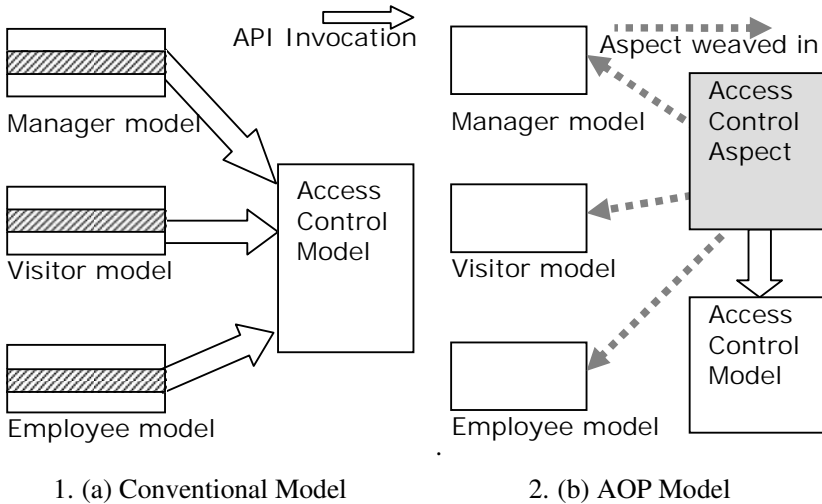 API Invocation
Manager model
Visitor model
Employee model
Access
Control
Model
Aspect weaved in
Manager model
Visitor model
Employee model
Access
Control
Aspect
Access
Control
Model
.
1. (a) Conventional Model
2. (b) AOP Model